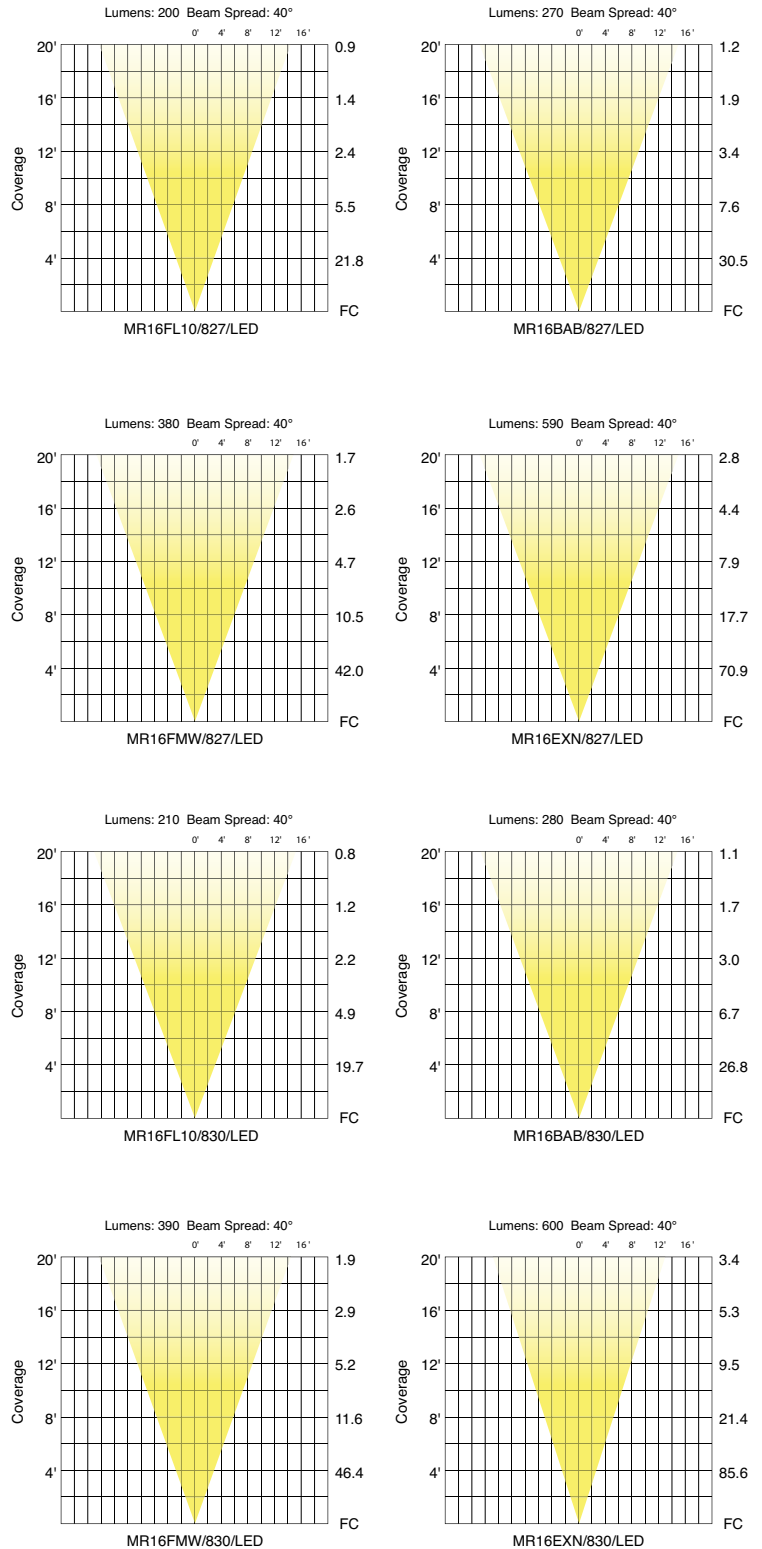 Lumens: 200  Beam Spread: 40°
0' 4' 8' 12' 16'
20' 0.9
16' 1.4
12' 2.4
8' 5.5
4' 21.8
Coverage
FC
MR16FL10/827/LED
Lumens: 270  Beam Spread: 40°
0' 4' 8' 12' 16'
20' 1.2
16' 1.9
12' 3.4
8' 7.6
4' 30.5
Coverage
FC
MR16BAB/827/LED
Lumens: 380  Beam Spread: 40°
0' 4' 8' 12' 16'
20' 1.7
16' 2.6
12' 4.7
8' 10.5
4' 42.0
Coverage
FC
MR16FMW/827/LED
Lumens: 590  Beam Spread: 40°
0' 4' 8' 12' 16'
20' 2.8
16' 4.4
12' 7.9
8' 17.7
4' 70.9
Coverage
FC
MR16EXN/827/LED
Lumens: 210  Beam Spread: 40°
0' 4' 8' 12' 16'
20' 0.8
16' 1.2
12' 2.2
8' 4.9
4' 19.7
Coverage
FC
MR16FL10/830/LED
Lumens: 280  Beam Spread: 40°
0' 4' 8' 12' 16'
20' 1.1
16' 1.7
12' 3.0
8' 6.7
4' 26.8
Coverage
FC
MR16BAB/830/LED
Lumens: 390  Beam Spread: 40°
0' 4' 8' 12' 16'
20' 1.9
16' 2.9
12' 5.2
8' 11.6
4' 46.4
Coverage
FC
MR16FMW/830/LED
Lumens: 600  Beam Spread: 40°
0' 4' 8' 12' 16'
20' 3.4
16' 5.3
12' 9.5
8' 21.4
4' 85.6
Coverage
FC
MR16EXN/830/LED